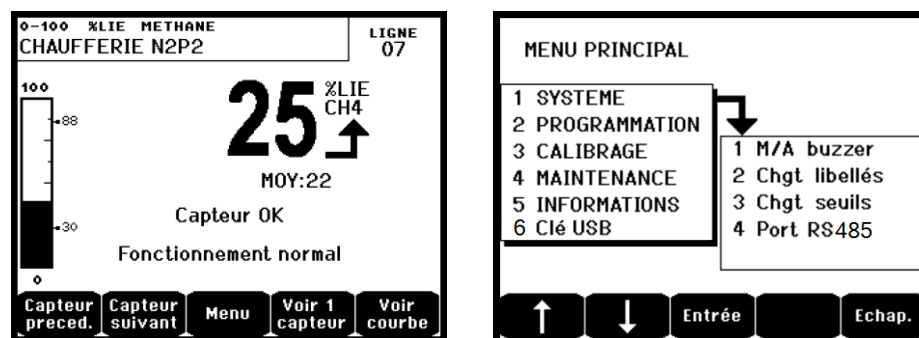 0-100 %LIE METHANE
CHAUFFERIE N2P2
LIGNE
07
100
88
30
0
25
%LIE
CH4
MOY:22
Capteur OK
Fonctionnement normal
Capteur preced.
Capteur suivant
Menu
Voir 1 capteur
Voir courbe
MENU PRINCIPAL
1 SYSTEME
2 PROGRAMMATION
3 CALIBRAGE
4 MAINTENANCE
5 INFORMATIONS
6 Clé USB
1 M/A buzzer
2 Chgt libellés
3 Chgt seuils
4 Port RS485
Entrée
Echap.